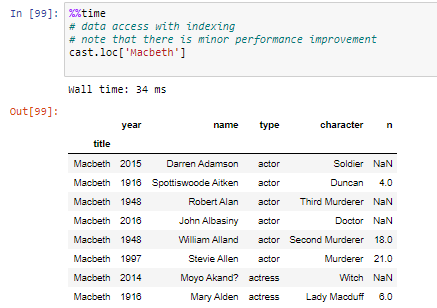 In [99]: %%time
# data access with indexing
# note that there is minor performance improvement
cast.loc['Macbeth']
Wall time: 34 ms
Out[99]:
year name type character n
title
Macbeth 2015 Darren Adamson actor Soldier NaN
Macbeth 1916 Spottiswoode Aitken actor Duncan 4.0
Macbeth 1948 Robert Alan actor Third Murderer NaN
Macbeth 2016 John Albasiny actor Doctor NaN
Macbeth 1948 William Alland actor Second Murderer 18.0
Macbeth 1997 Stevie Allen actor Murderer 21.0
Macbeth 2014 Moyo Akand? actress Witch NaN
Macbeth 1916 Mary Alden actress Lady Macduff 6.0